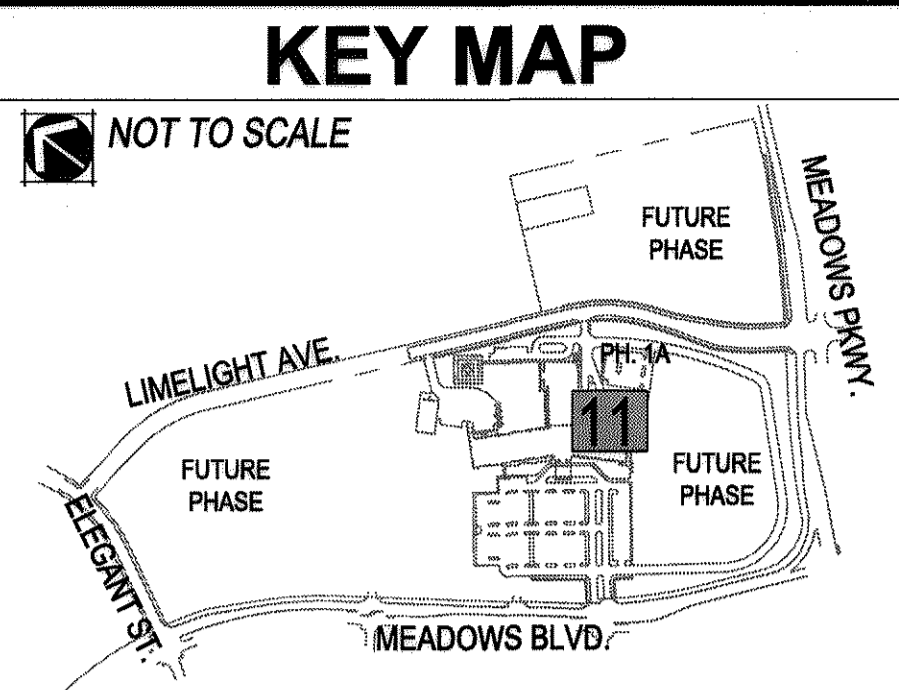 KEY MAP
NOT TO SCALE
FUTURE
PHASE
MEADOWS PKWY.
LIMELIGHT AVE.
PH. 1A
11
FUTURE
PHASE
FUTURE
PHASE
ELEGANT ST.
MEADOWS BLVD.